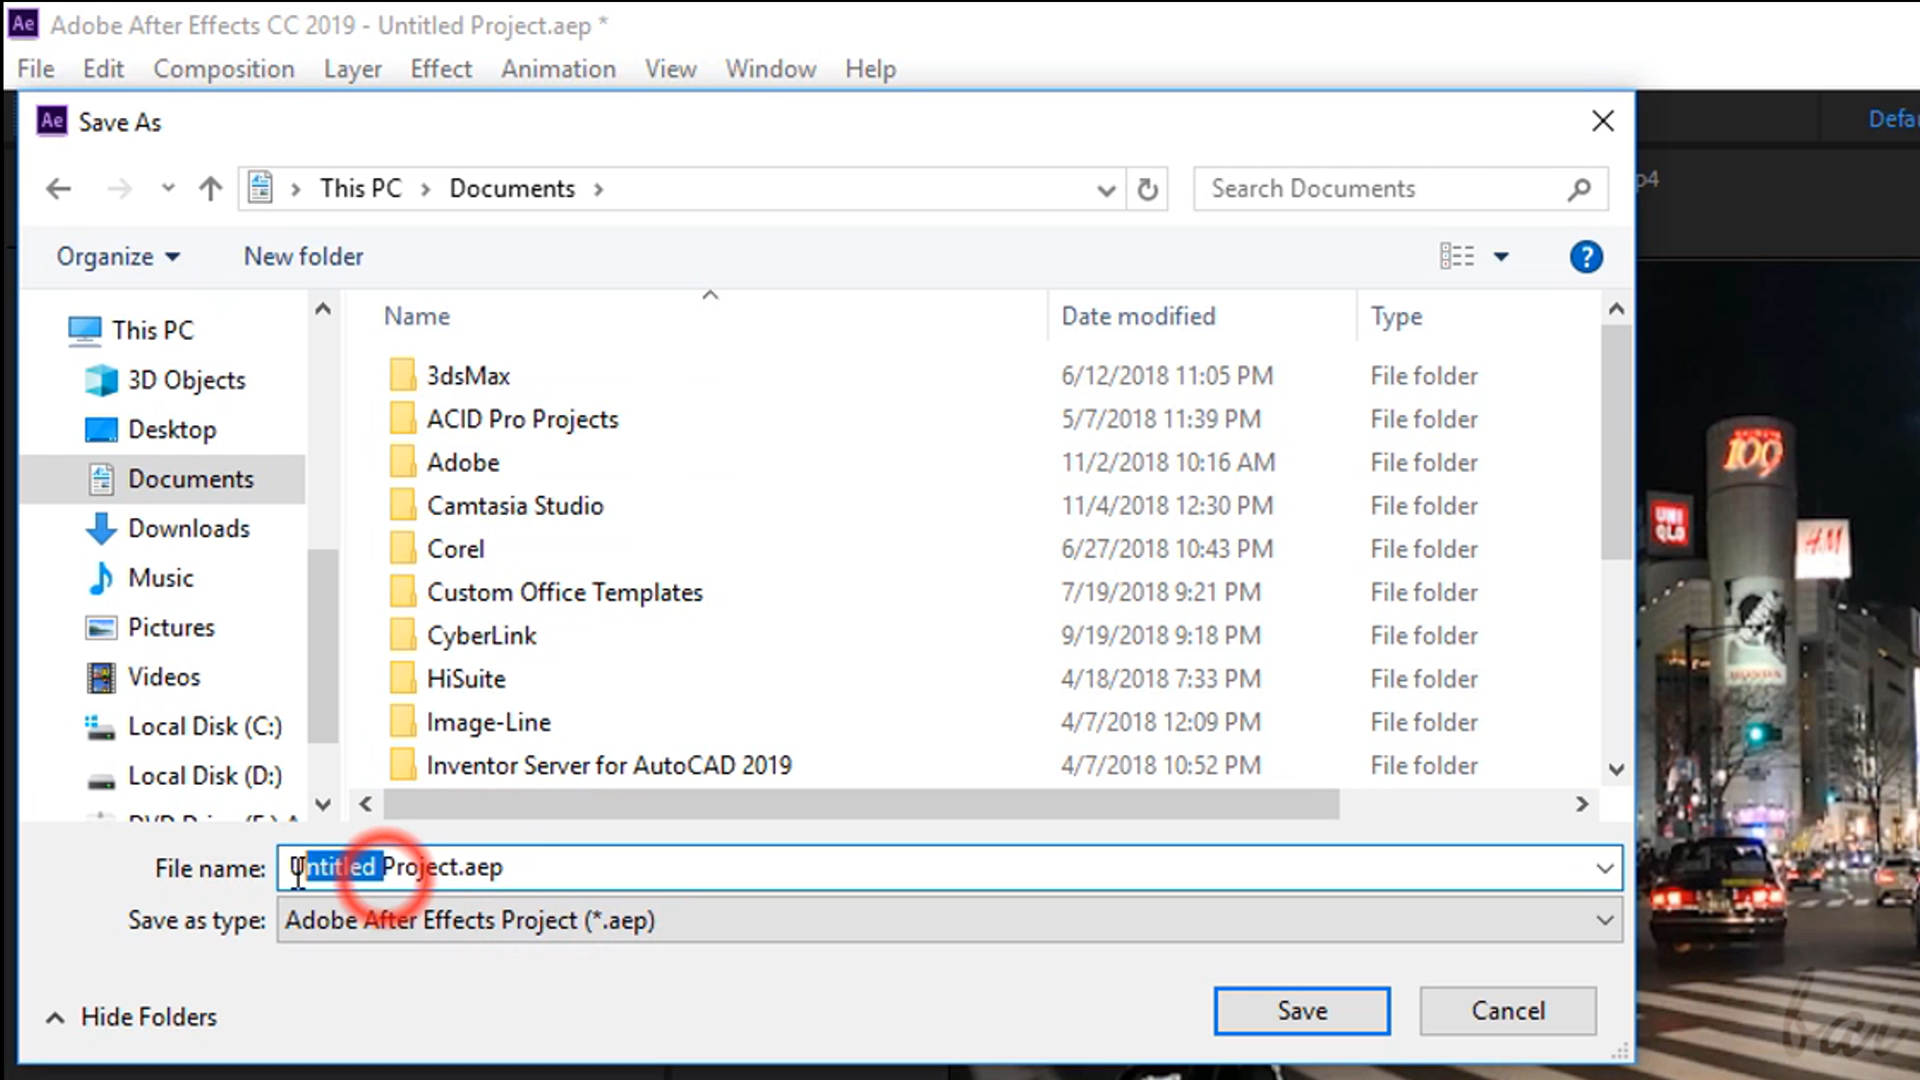 Ae Adobe After Effects CC 2019 - Untitled Project.aep *
File Edit Composition Layer Effect Animation View Window Help
Ae Save As
This PC > Documents >
Search Documents
Organize New folder
?
This PC
3D Objects
Desktop
Documents
Downloads
Music
Pictures
Videos
Local Disk (C:)
Local Disk (D:)
Name Date modified Type
3dsMax 6/12/2018 11:05 PM File folder
ACID Pro Projects 5/7/2018 11:39 PM File folder
Adobe 11/2/2018 10:16 AM File folder
Camtasia Studio 11/4/2018 12:30 PM File folder
Corel 6/27/2018 10:43 PM File folder
Custom Office Templates 7/19/2018 9:21 PM File folder
CyberLink 9/19/2018 9:18 PM File folder
HiSuite 4/18/2018 7:33 PM File folder
Image-Line 4/7/2018 12:09 PM File folder
Inventor Server for AutoCAD 2019 4/7/2018 10:52 PM File folder
File name: Untitled Project.aep
Save as type: Adobe After Effects Project (*.aep)
Hide Folders
Save Cancel
Defau
p4
109
UNI
QLO
H&M